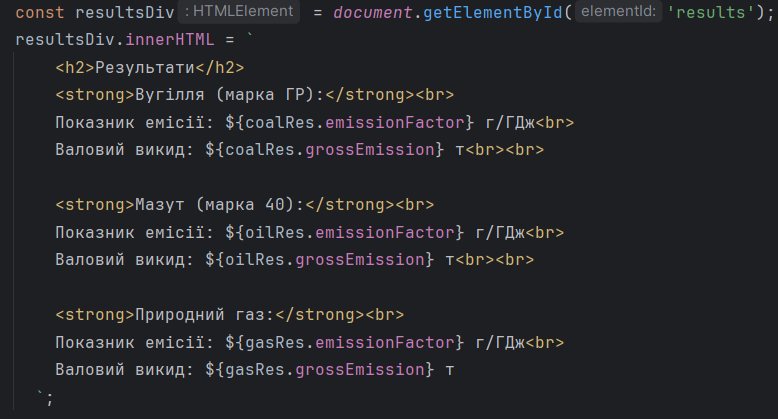 const resultsDiv : HTMLElement = document.getElementById( elementId: 'results');
resultsDiv.innerHTML = `
<h2>Результати</h2>
<strong>Вугілля (марка ГР):</strong><br>
Показник емісії: ${coalRes.emissionFactor} г/ГДж<br>
Валовий викид: ${coalRes.grossEmission} т<br><br>
<strong>Мазут (марка 40):</strong><br>
Показник емісії: ${oilRes.emissionFactor} г/ГДж<br>
Валовий викид: ${oilRes.grossEmission} т<br><br>
<strong>Природний газ:</strong><br>
Показник емісії: ${gasRes.emissionFactor} г/ГДж<br>
Валовий викид: ${gasRes.grossEmission} т
`;